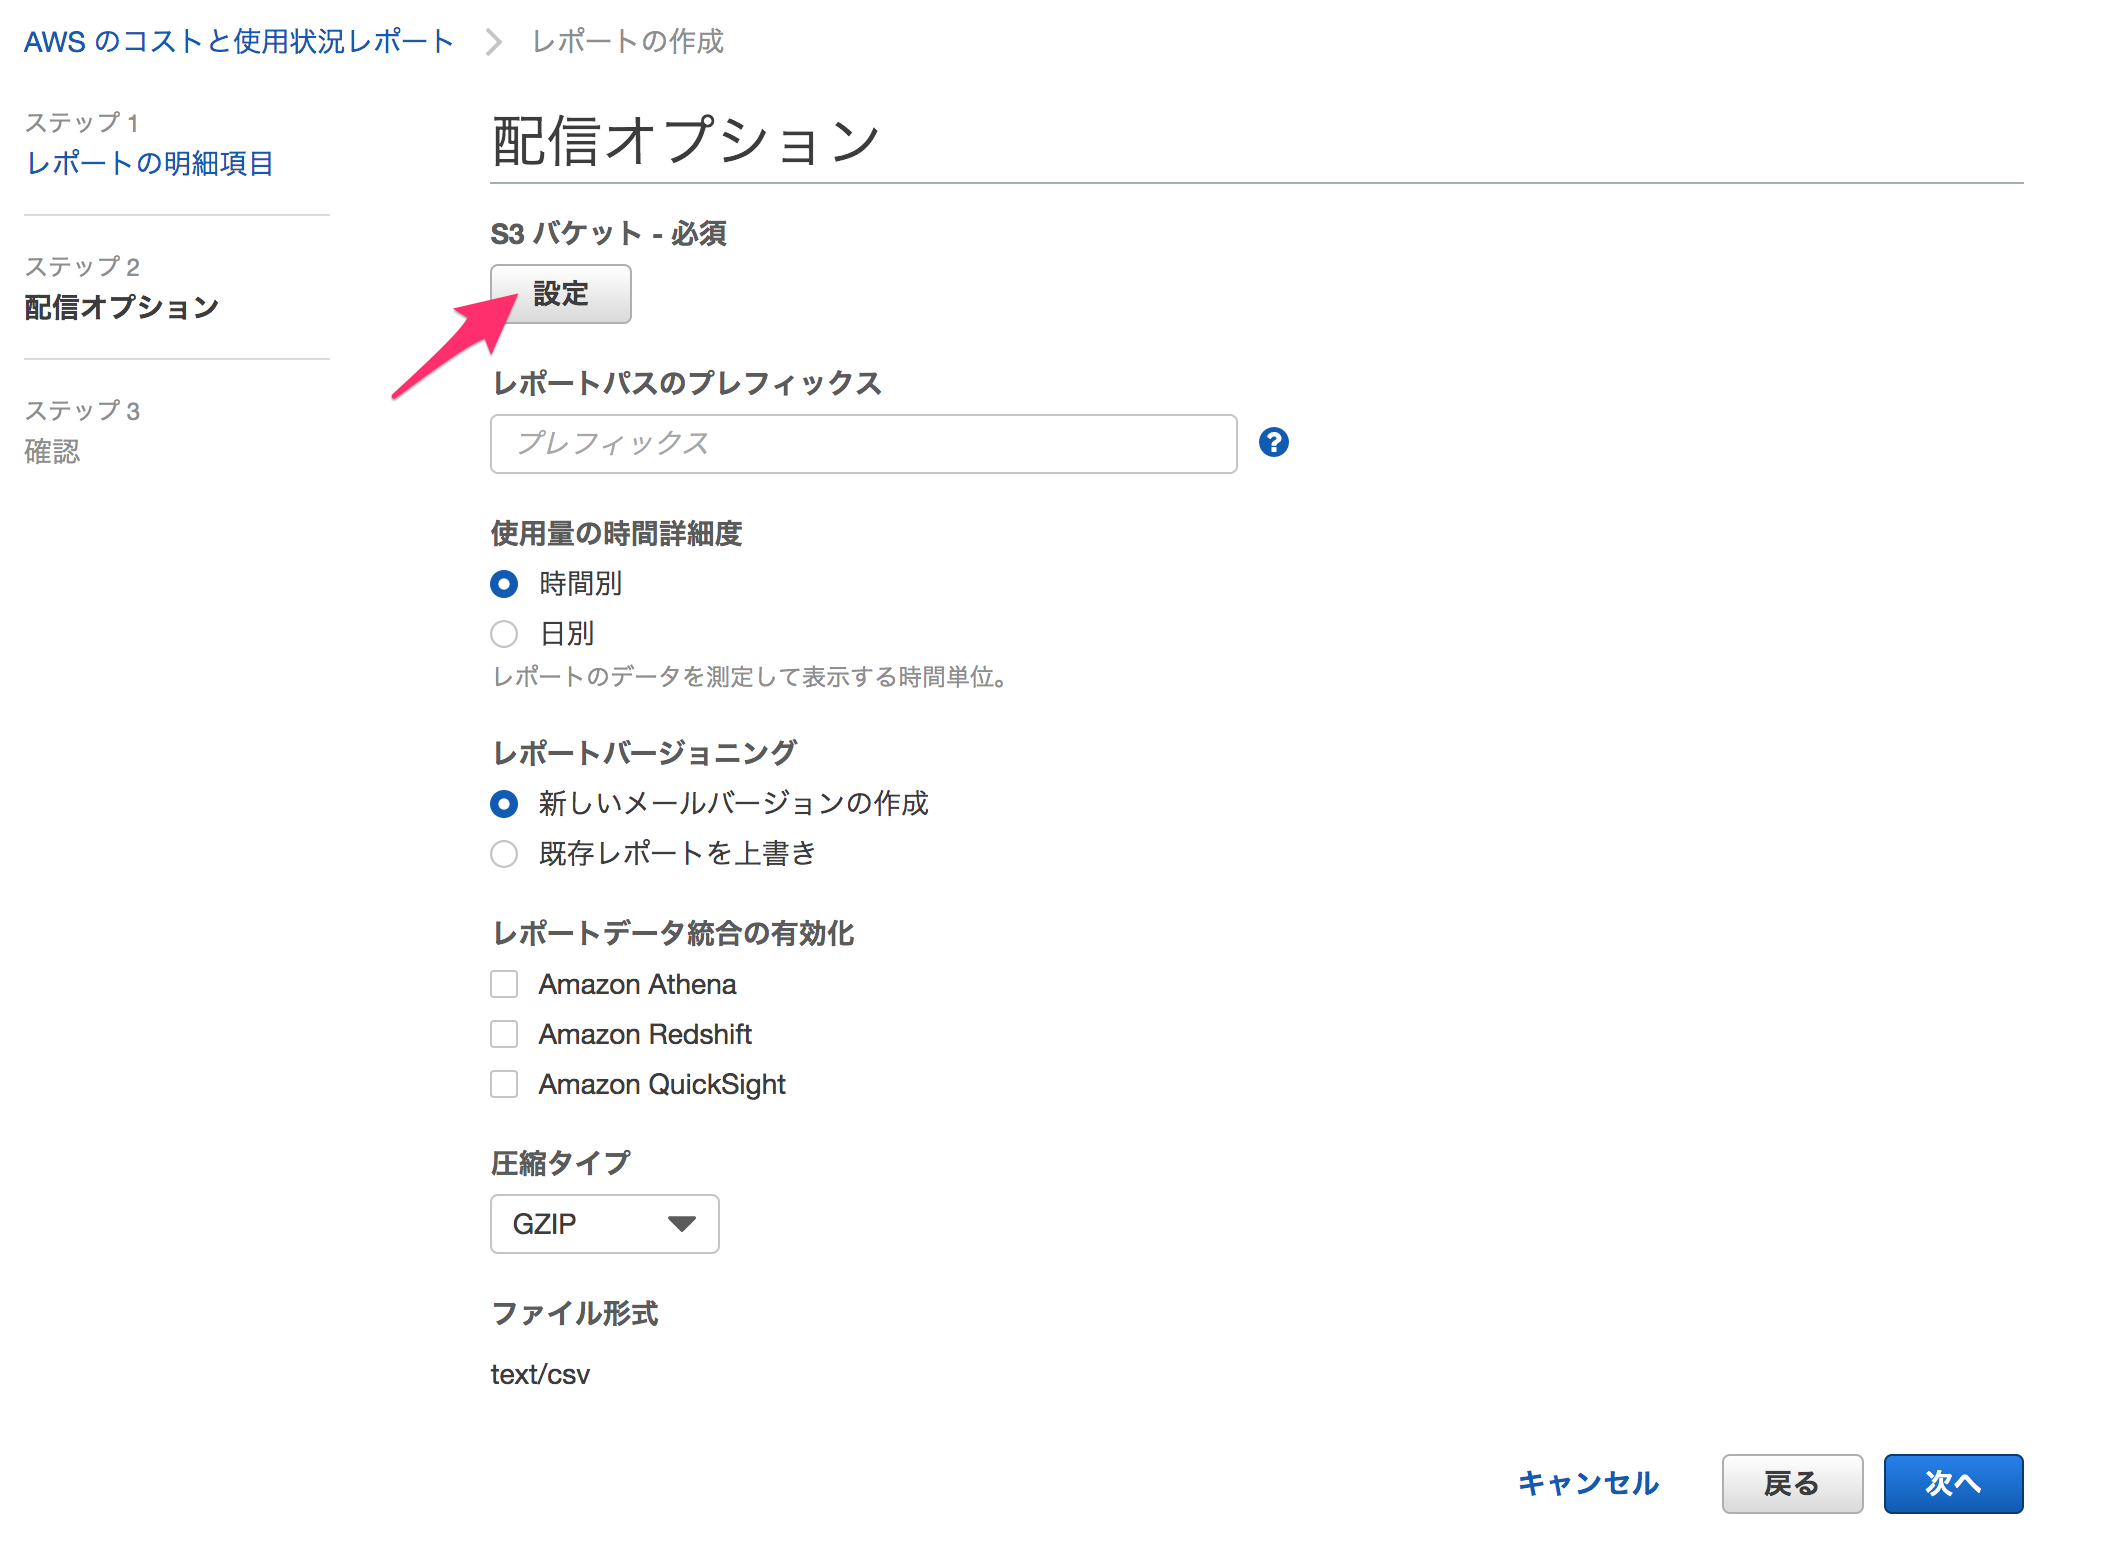 AWS のコストと使用状況レポート
レポートの作成
ステップ 1
レポートの明細項目
ステップ 2
配信オプション
ステップ 3
確認
配信オプション
S3 バケット - 必須
設定
レポートパスのプレフィックス
プレフィックス
使用量の時間詳細度
時間別
日別
レポートのデータを測定して表示する時間単位。
レポートバージョニング
新しいメールバージョンの作成
既存レポートを上書き
レポートデータ統合の有効化
Amazon Athena
Amazon Redshift
Amazon QuickSight
圧縮タイプ
GZIP
ファイル形式
text/csv
キャンセル
戻る
次へ